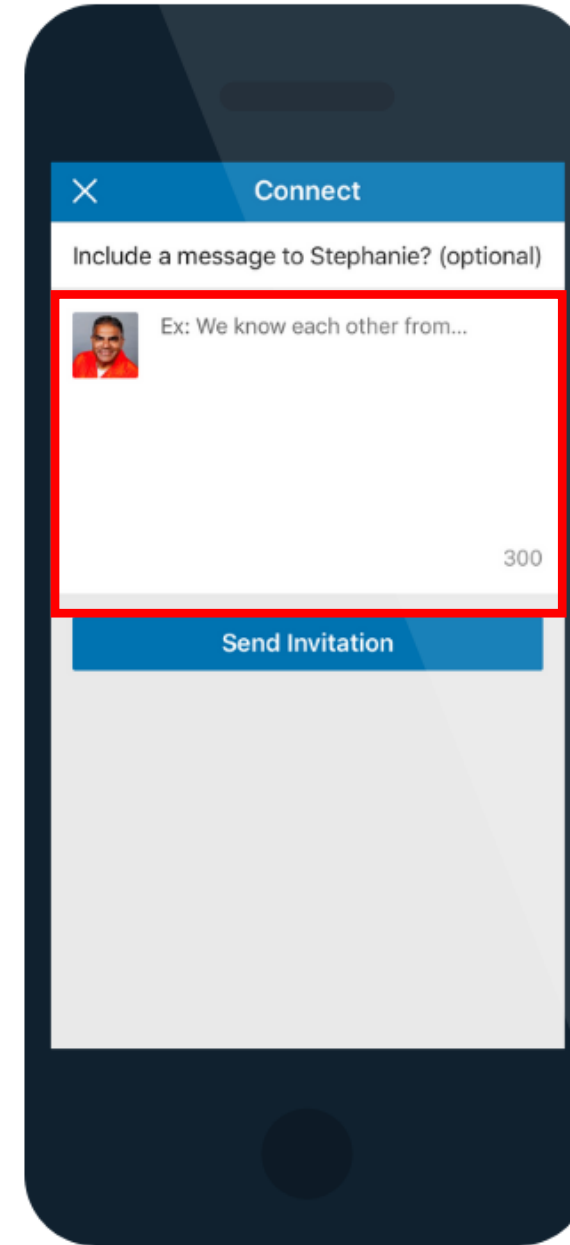 Connect
Include a message to Stephanie? (optional)
Ex: We know each other from...
300
Send Invitation